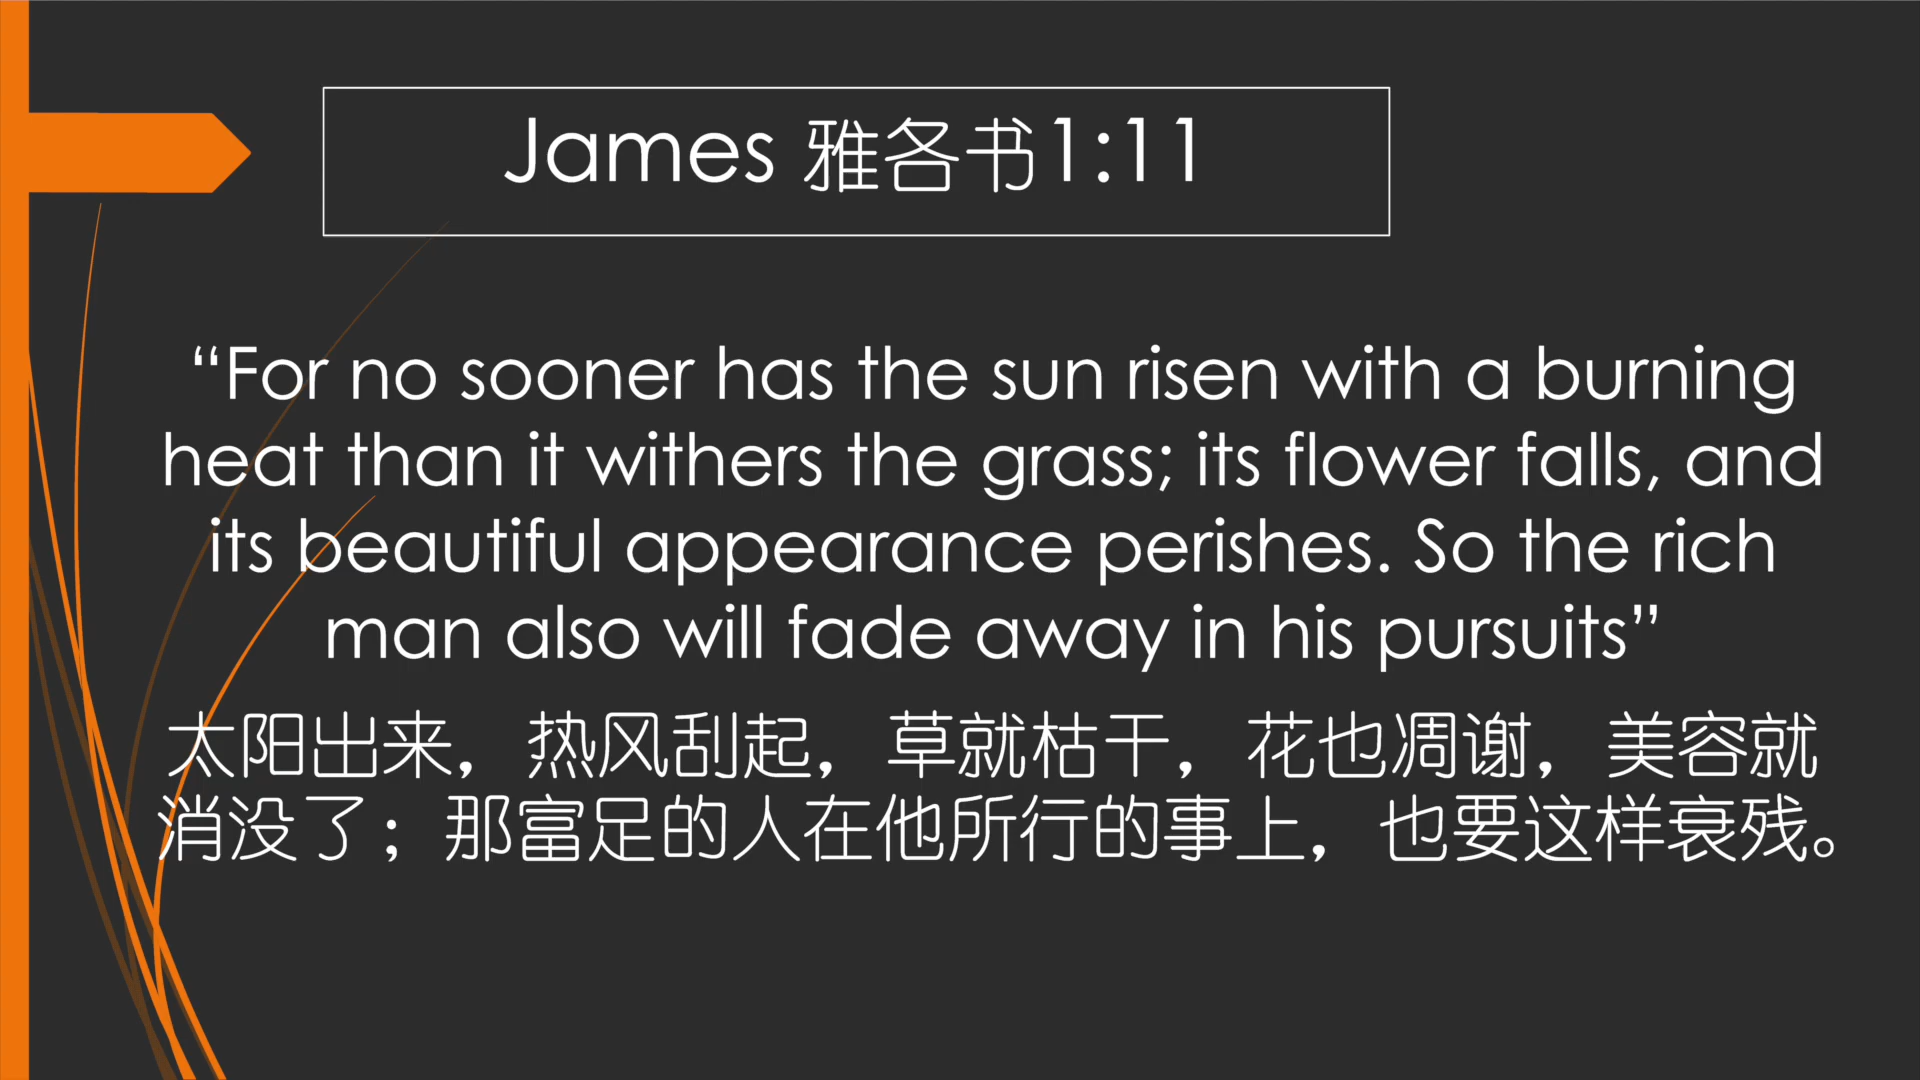 James 雅各书1:11
“For no sooner has the sun risen with a burning
heat than it withers the grass; its flower falls, and
its beautiful appearance perishes. So the rich
man also will fade away in his pursuits”
太阳出来，热风刮起，草就枯干，花也凋谢，美容就
消没了；那富足的人在他所行的事上，也要这样衰残。